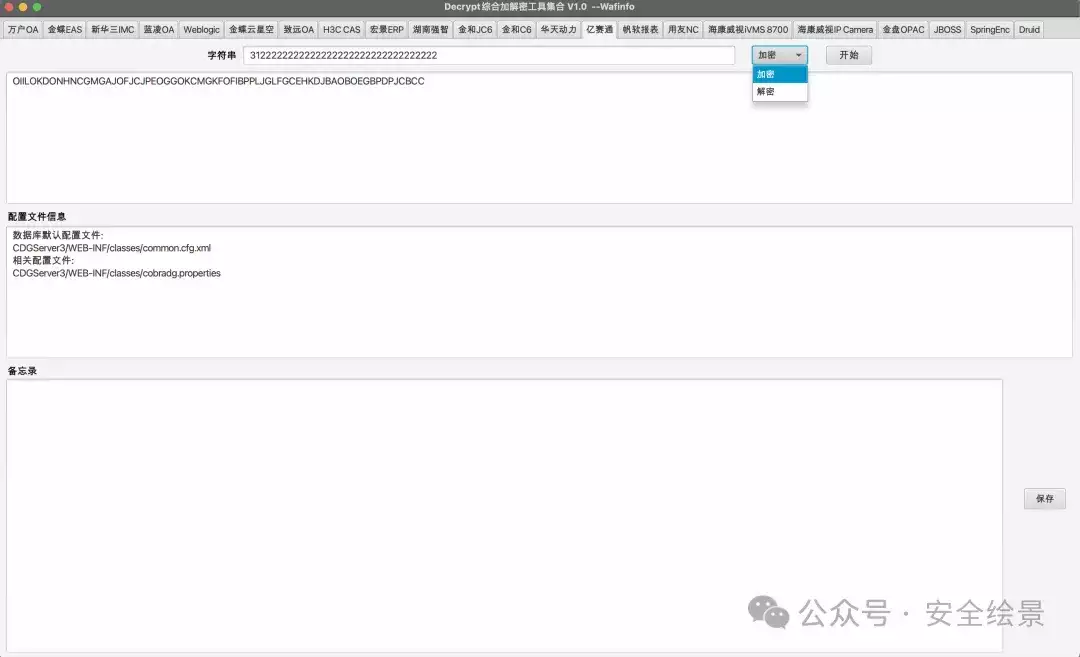 Decrypt综合加解密工具集合 V1.0 --Wafinfo
万户OA 金蝶EAS 新华三IMC 蓝凌OA Weblogic 金蝶云星空 致远OA H3C CAS 宏景ERP 湖南强智 金和JC6 金和C6 华天动力 亿赛通 帆软报表 用友NC 海康威视iVMS 8700 海康威视IP Camera 金盘OPAC JBOSS SpringEnc Druid
字符串 加密 开始
加密
解密
OIILOKDONHNCGMGAJOFJCJPEOGGOKCMGKFOFIBPPLJGLFGCEHKDJBAOBOEGBPDPJCBCC
配置文件信息
数据库默认配置文件:
CDGServer3/WEB-INF/classes/common.cfg.xml
相关配置文件:
CDGServer3/WEB-INF/classes/cobradg.properties
备忘录
保存
公众号 · 安全绘景